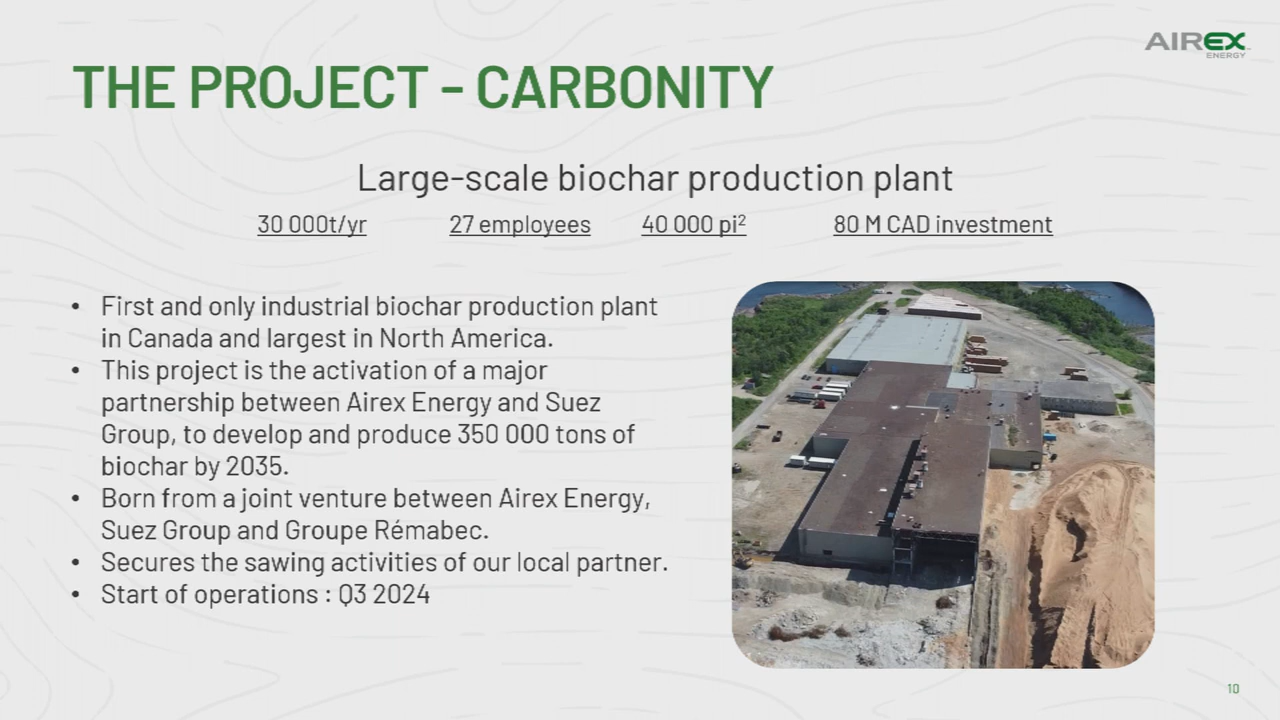 AIREX
ENERGY
THE PROJECT - CARBONITY
Large-scale biochar production plant
30 000t/yr 27 employees 40 000 pi² 80 M CAD investment
• First and only industrial biochar production plant
in Canada and largest in North America.
• This project is the activation of a major
partnership between Airex Energy and Suez
Group, to develop and produce 350 000 tons of
biochar by 2035.
• Born from a joint venture between Airex Energy,
Suez Group and Groupe Rémabec.
• Secures the sawing activities of our local partner.
• Start of operations : Q3 2024
10